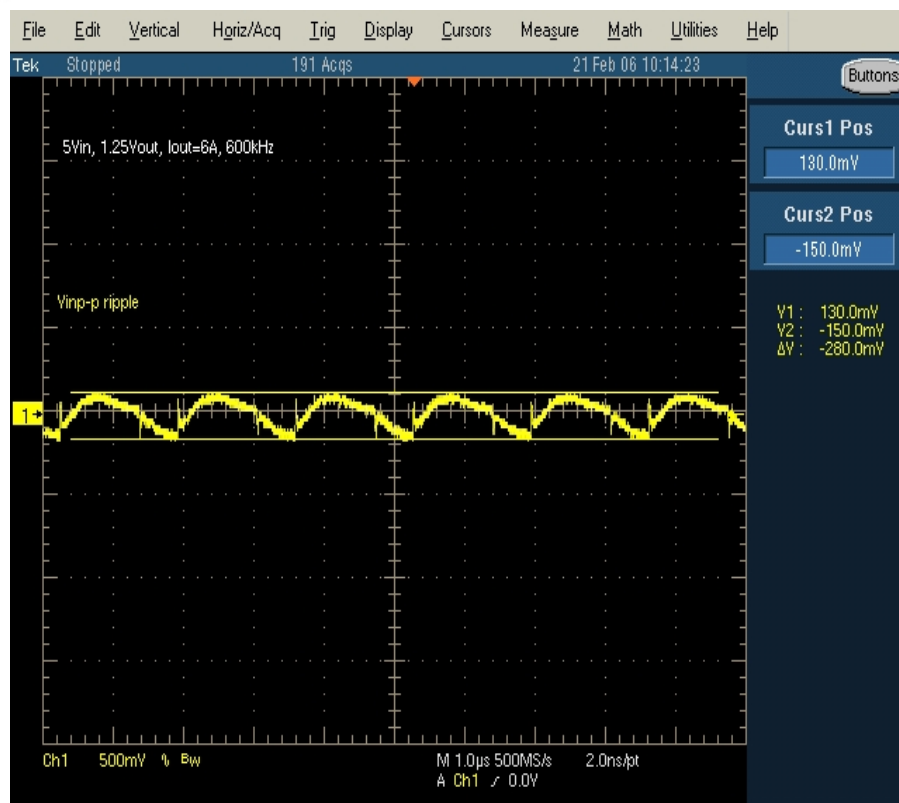 File Edit Vertical Horiz/Acq Trig Display Cursors Measure Math Utilities Help
Tek Stopped 191 Acqs 21 Feb 06 10:14:23
Buttons
Curs1 Pos
130.0mV
Curs2 Pos
-150.0mV
V1 : 130.0mV
V2 : -150.0mV
ΔV : -280.0mV
5Vin, 1.25Vout, Iout=6A, 600kHz
Vinp-p ripple
1
Ch1 500mV ∿ Bw M 1.0µs 500MS/s 2.0ns/pt
A Ch1 ⁄ 0.0V